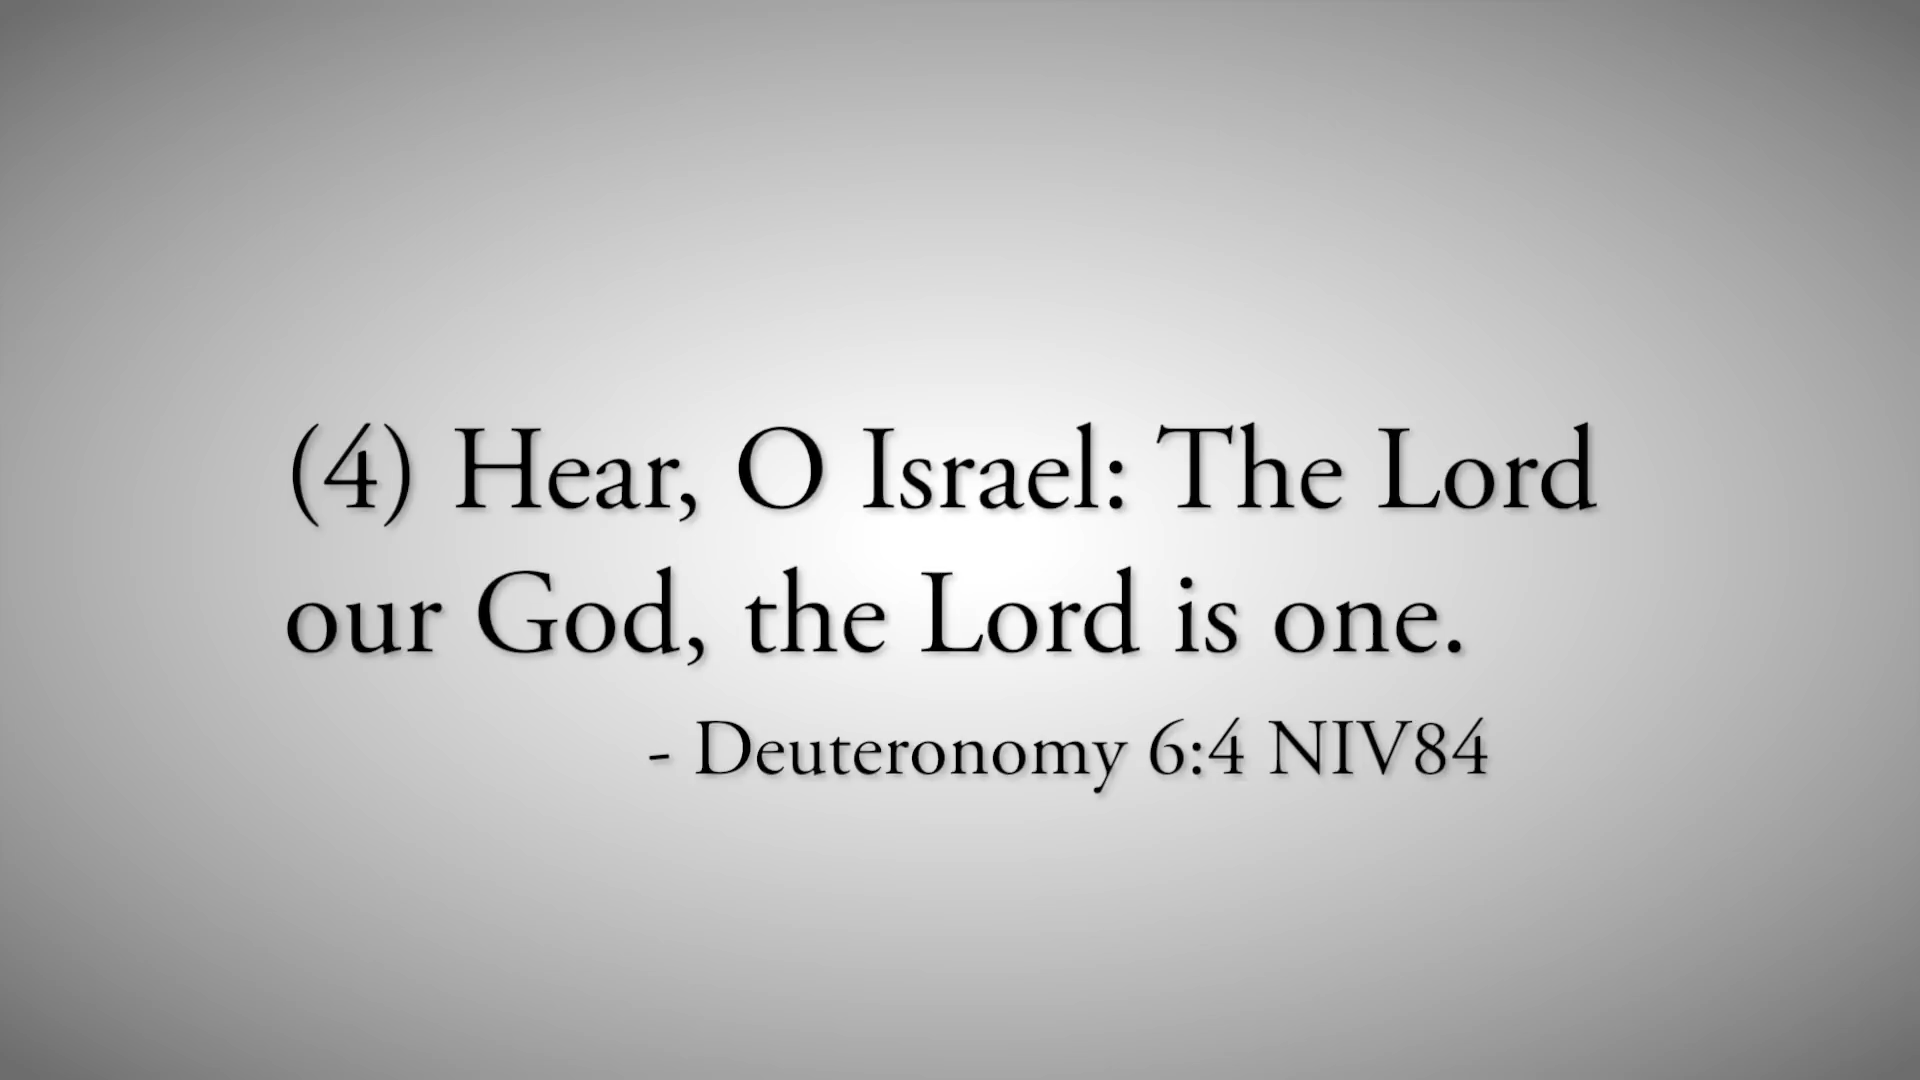 (4) Hear, O Israel: The Lord
our God, the Lord is one.
- Deuteronomy 6:4 NIV84